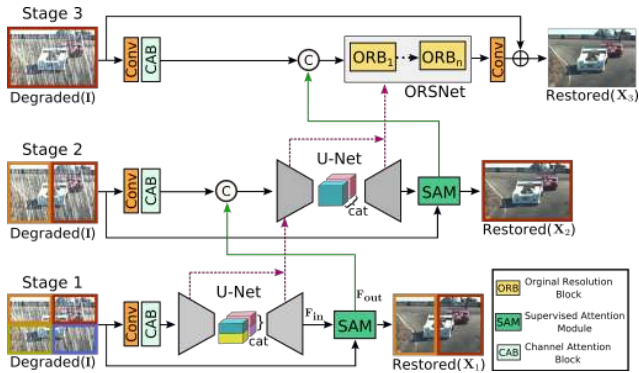 Stage 3
Conv
CAB
C
ORB1
ORBn
ORSNet
Conv
Degraded(I)
Restored(X3)
Stage 2
Conv
CAB
C
U-Net
cat
SAM
Degraded(I)
Restored(X2)
Stage 1
Conv
CAB
U-Net
cat
Fin
Fout
SAM
Degraded(I)
Restored(X1)
ORB
Orginal Resolution
Block
SAM
Supervised Attention
Module
CAB
Channel Attention
Block